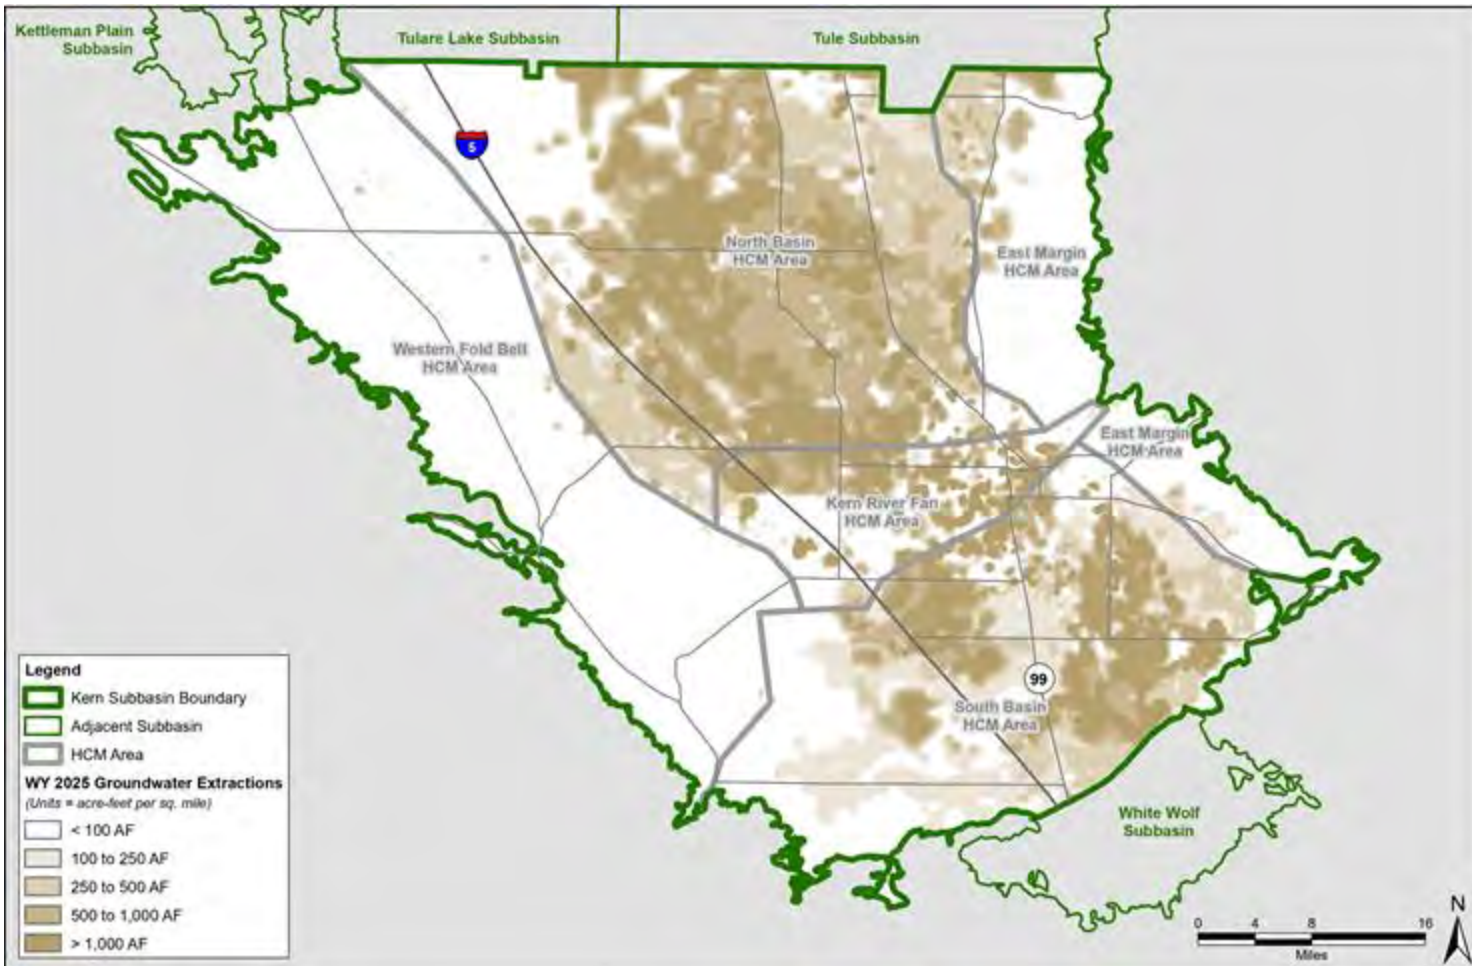 Kettleman Plain
Subbasin
Tulare Lake Subbasin
Tule Subbasin
5
North Basin
HCM Area
East Margin
HCM Area
Western Fold Belt
HCM Area
East Margin
HCM Area
Kern River Fan
HCM Area
99
South Basin
HCM Area
White Wolf
Subbasin
Legend
Kern Subbasin Boundary
Adjacent Subbasin
HCM Area
WY 2025 Groundwater Extractions
(Units = acre-feet per sq. mile)
< 100 AF
100 to 250 AF
250 to 500 AF
500 to 1,000 AF
> 1,000 AF
N
0 4 8 16
Miles